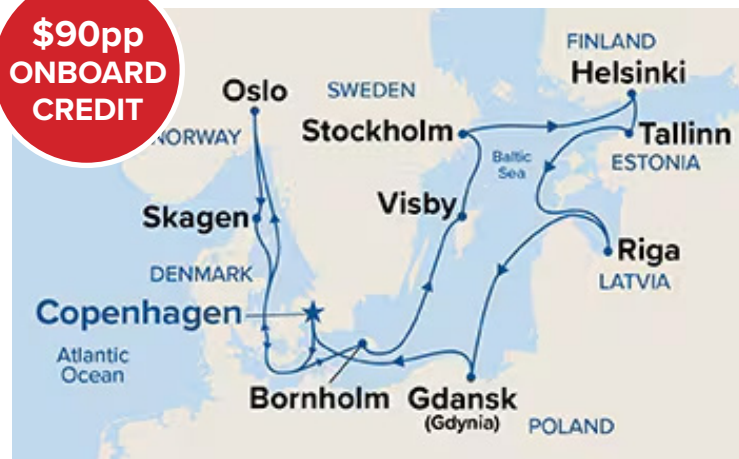 $90pp
ONBOARD
CREDIT
FINLAND
Helsinki
Oslo
SWEDEN
Stockholm
Tallinn
NORWAY
Baltic
Sea
ESTONIA
Visby
Skagen
Riga
DENMARK
LATVIA
Copenhagen
Atlantic
Ocean
Bornholm
Gdansk
(Gdynia)
POLAND